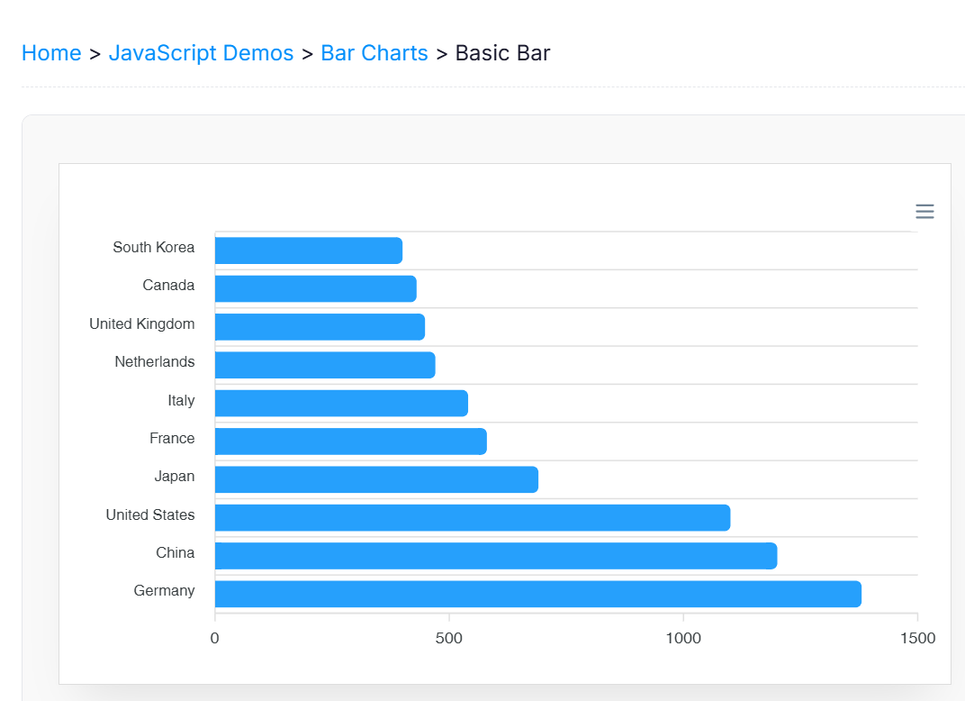 Home > JavaScript Demos > Bar Charts > Basic Bar
South Korea
Canada
United Kingdom
Netherlands
Italy
France
Japan
United States
China
Germany
0 500 1000 1500